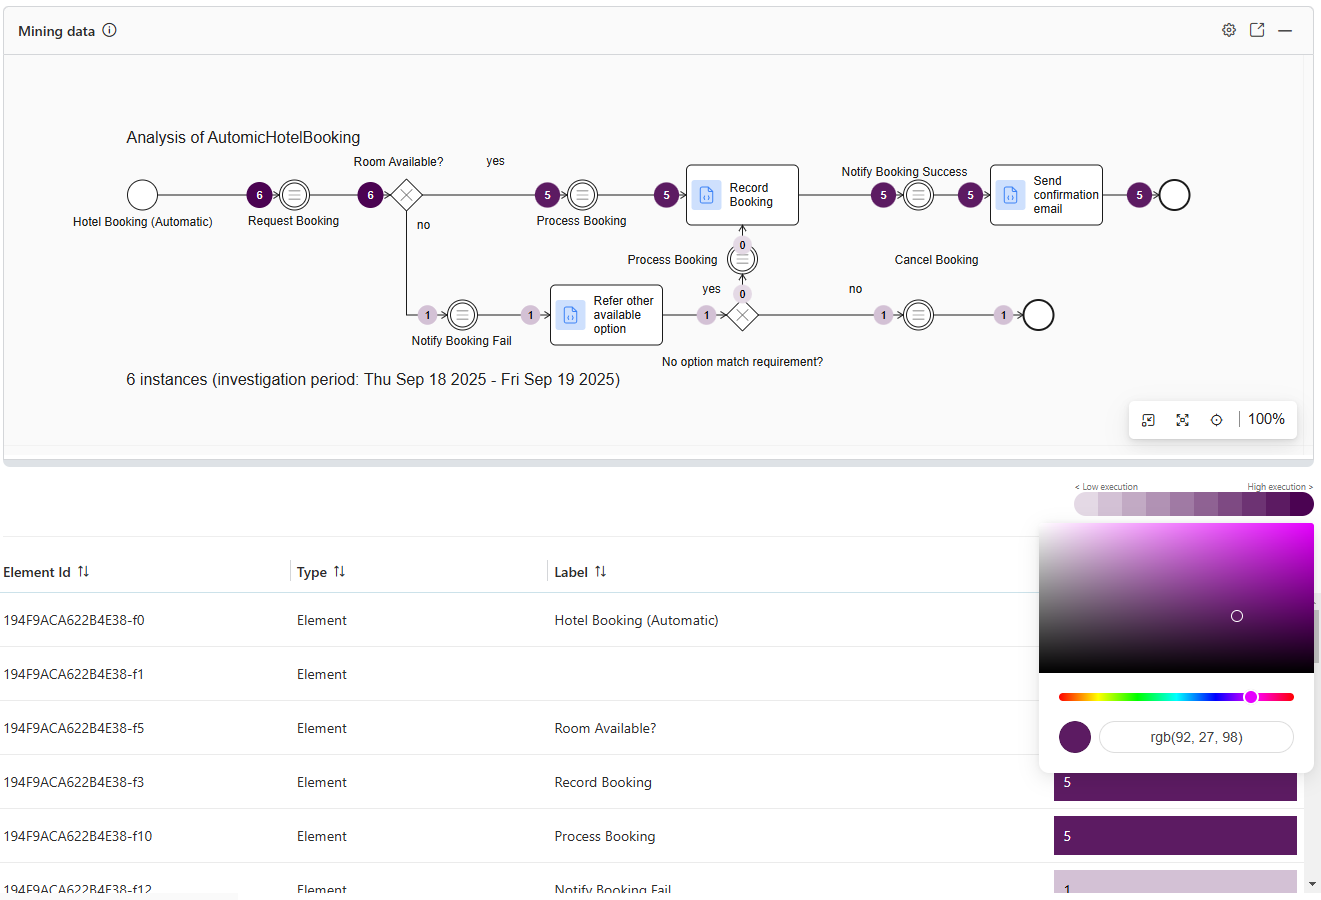 Mining data
Analysis of AutomicHotelBooking
Room Available?
yes
Notify Booking Success
6
6
5
5
Record
Booking
5
5
Send
confirmation
email
5
Hotel Booking (Automatic)
Request Booking
no
Process Booking
0
Process Booking
Cancel Booking
yes
0
no
1
1
Refer other
available
option
1
1
1
Notify Booking Fail
No option match requirement?
6 instances (investigation period: Thu Sep 18 2025 - Fri Sep 19 2025)
100%
< Low execution
High execution >
Element Id
Type
Label
194F9ACA622B4E38-f0
Element
Hotel Booking (Automatic)
194F9ACA622B4E38-f1
Element
194F9ACA622B4E38-f5
Element
Room Available?
rgb(92, 27, 98)
194F9ACA622B4E38-f3
Element
Record Booking
5
194F9ACA622B4E38-f10
Element
Process Booking
5
194F9ACA622B4E38-f12
Element
Notify Booking Fail
1